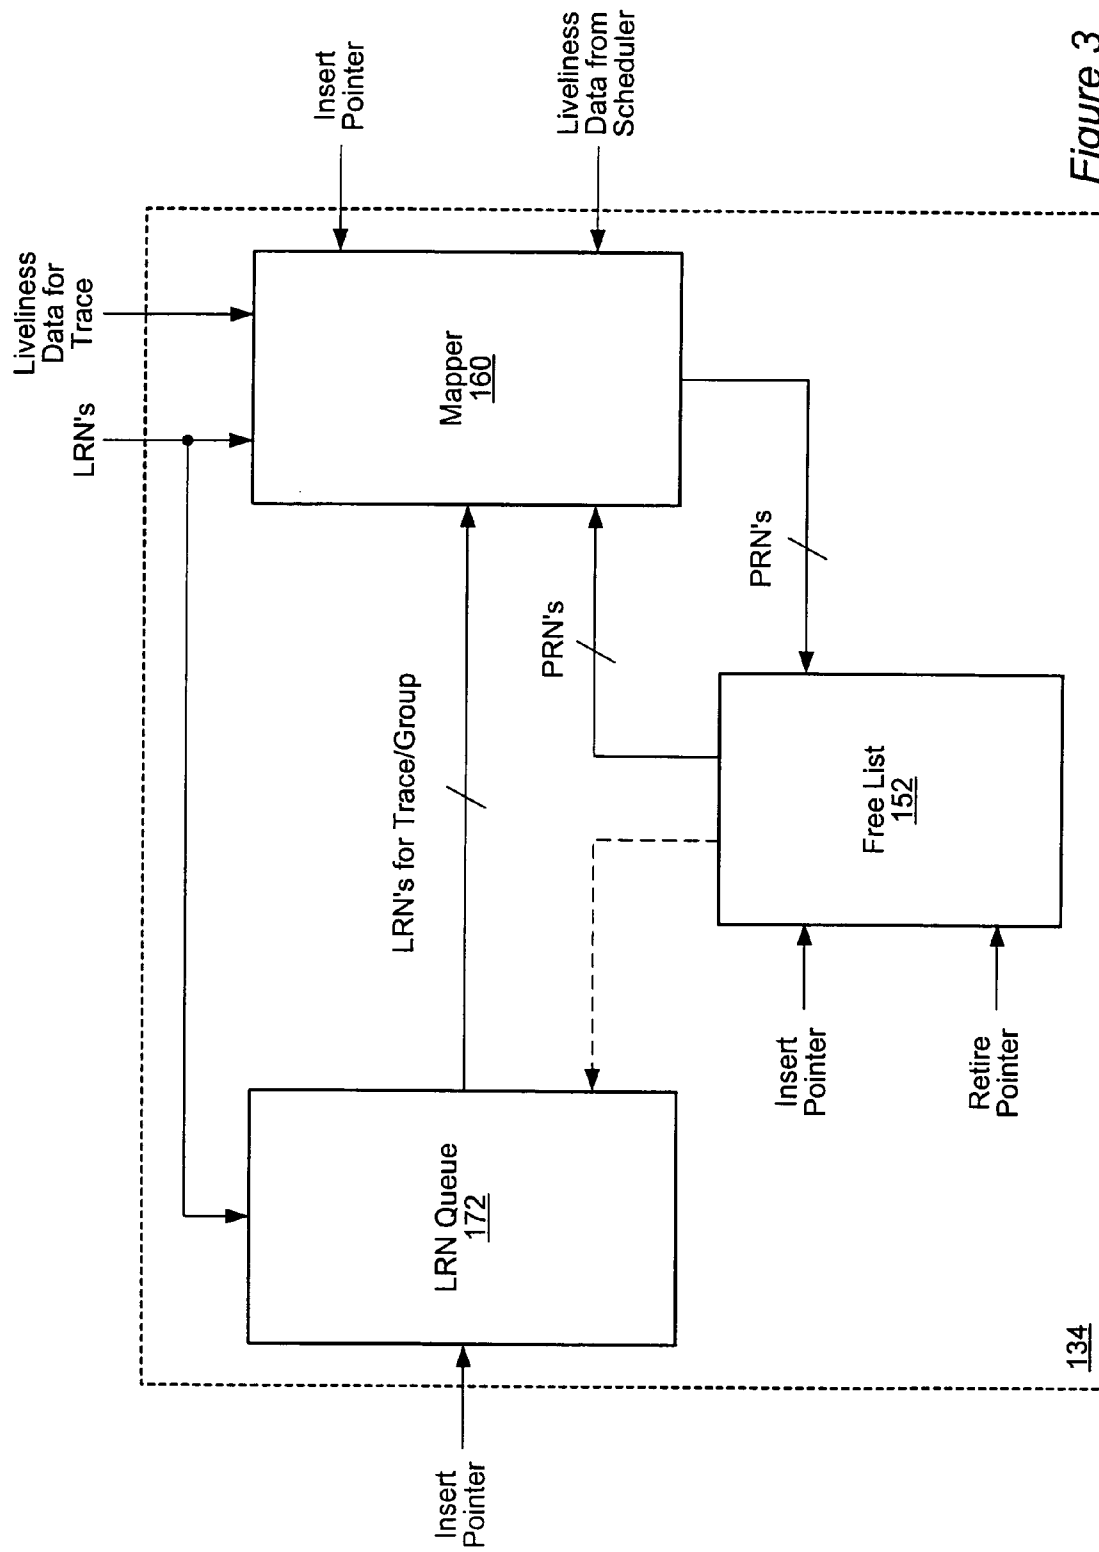 Liveliness
Data for
Trace
LRN's
Insert
Pointer
Liveliness
Data from
Scheduler
Mapper
160
LRN's for Trace/Group
PRN's
PRN's
LRN Queue
172
Free List
152
Insert
Pointer
Insert
Pointer
Retire
Pointer
134
Figure 3